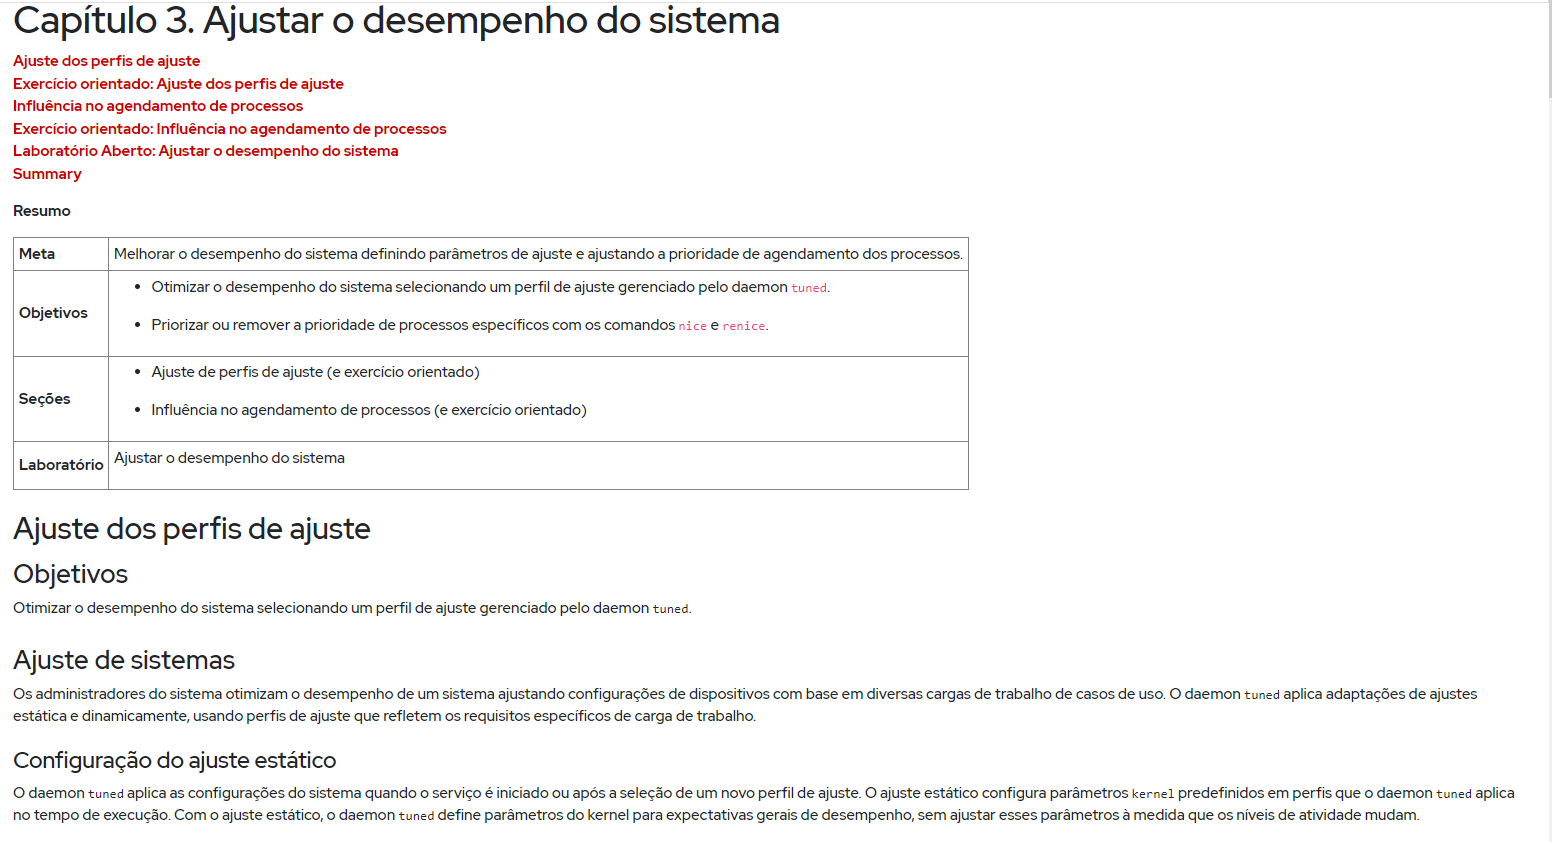 Capítulo 3. Ajustar o desempenho do sistema
Ajuste dos perfis de ajuste
Exercício orientado: Ajuste dos perfis de ajuste
Influência no agendamento de processos
Exercício orientado: Influência no agendamento de processos
Laboratório Aberto: Ajustar o desempenho do sistema
Summary
Resumo
Meta
Melhorar o desempenho do sistema definindo parâmetros de ajuste e ajustando a prioridade de agendamento dos processos.
Objetivos
• Otimizar o desempenho do sistema selecionando um perfil de ajuste gerenciado pelo daemon tuned.
• Priorizar ou remover a prioridade de processos específicos com os comandos nice e renice.
Seções
• Ajuste de perfis de ajuste (e exercício orientado)
• Influência no agendamento de processos (e exercício orientado)
Laboratório
Ajustar o desempenho do sistema
Ajuste dos perfis de ajuste
Objetivos
Otimizar o desempenho do sistema selecionando um perfil de ajuste gerenciado pelo daemon tuned.
Ajuste de sistemas
Os administradores do sistema otimizam o desempenho de um sistema ajustando configurações de dispositivos com base em diversas cargas de trabalho de casos de uso. O daemon tuned aplica adaptações de ajustes
estática e dinamicamente, usando perfis de ajuste que refletem os requisitos específicos de carga de trabalho.
Configuração do ajuste estático
O daemon tuned aplica as configurações do sistema quando o serviço é iniciado ou após a seleção de um novo perfil de ajuste. O ajuste estático configura parâmetros kernel predefinidos em perfis que o daemon tuned aplica
no tempo de execução. Com o ajuste estático, o daemon tuned define parâmetros do kernel para expectativas gerais de desempenho, sem ajustar esses parâmetros à medida que os níveis de atividade mudam.